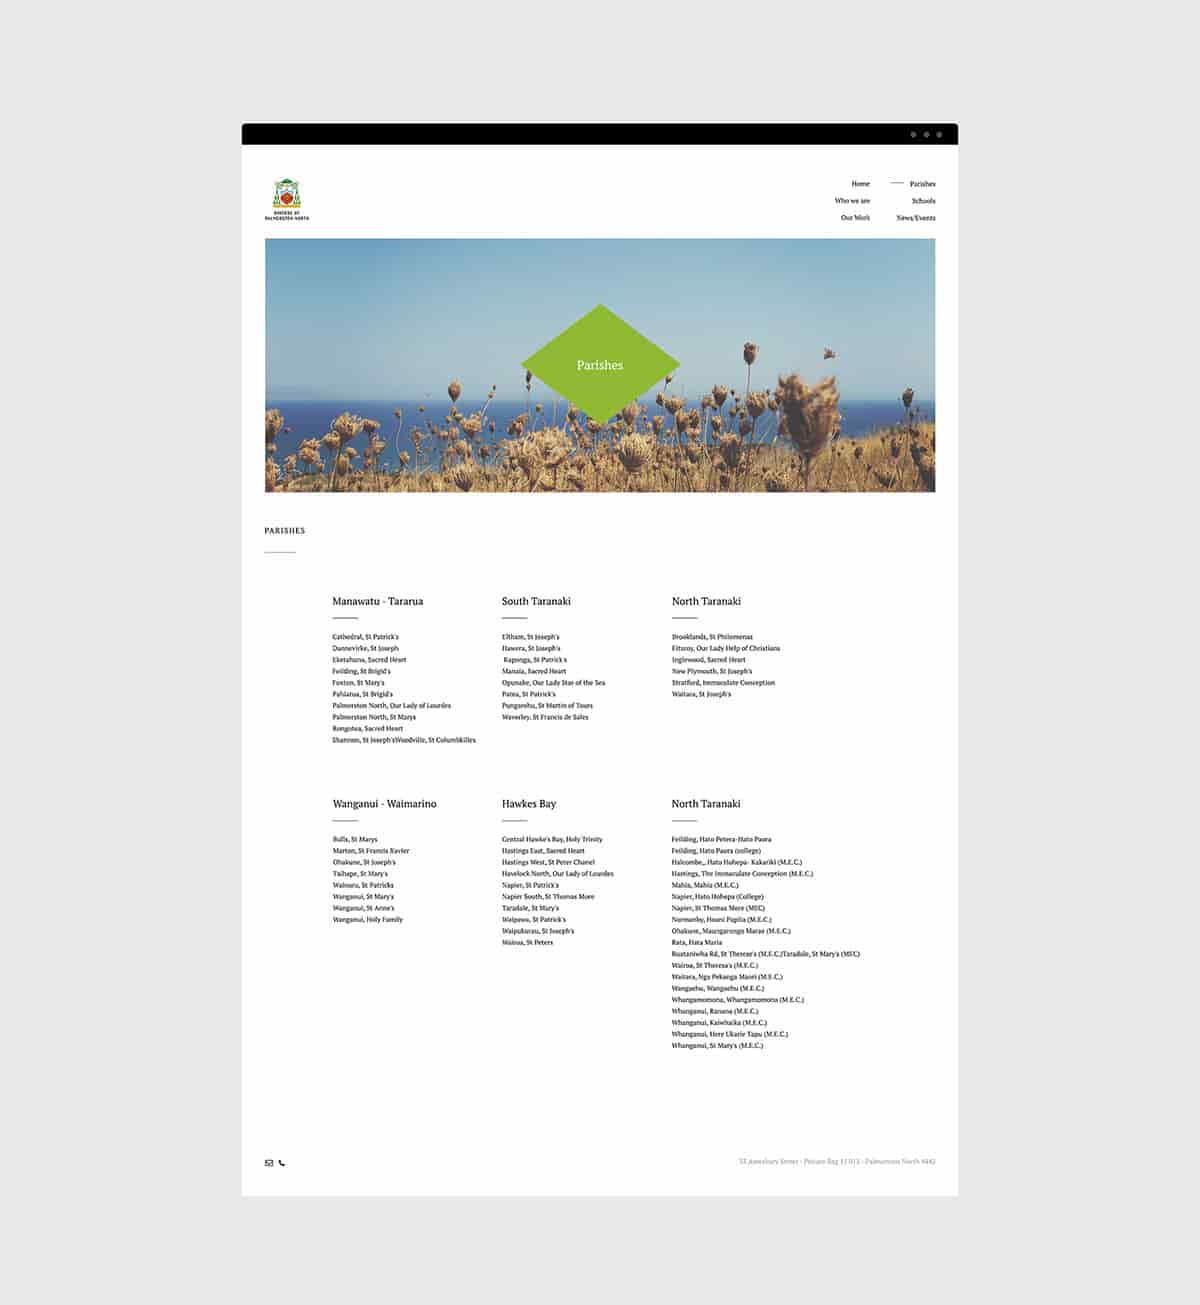 DIOCESE OF
PALMERSTON NORTH
Home
Who we are
Our Work
Parishes
Schools
News/Events
Parishes
PARISHES
Manawatu - Tararua
Cathedral, St Patrick's
Dannevirke, St Joseph
Eketahuna, Sacred Heart
Feilding, St Brigid's
Foxton, St Mary's
Pahiatua, St Brigid's
Palmerston North, Our Lady of Lourdes
Palmerston North, St Marys
Rongotea, Sacred Heart
Shannon, St Joseph'sWoodville, St Columbkilles
South Taranaki
Eltham, St Joseph's
Hawera, St Joseph's
Kaponga, St Patrick's
Manaia, Sacred Heart
Opunake, Our Lady Star of the Sea
Patea, St Patrick's
Pungarehu, St Martin of Tours
Waverley, St Francis de Sales
North Taranaki
Brooklands, St Philomenas
Fitzroy, Our Lady Help of Christians
Inglewood, Sacred Heart
New Plymouth, St Joseph's
Stratford, Immaculate Conception
Waitara, St Joseph's
Wanganui - Waimarino
Bulls, St Marys
Marton, St Francis Xavier
Ohakune, St Joseph's
Taihape, St Mary's
Waiouru, St Patricks
Wanganui, St Mary's
Wanganui, St Anne's
Wanganui, Holy Family
Hawkes Bay
Central Hawke's Bay, Holy Trinity
Hastings East, Sacred Heart
Hastings West, St Peter Chanel
Havelock North, Our Lady of Lourdes
Napier, St Patrick's
Napier South, St Thomas More
Taradale, St Mary's
Waipawa, St Patrick's
Waipukurau, St Joseph's
Wairoa, St Peters
North Taranaki
Feilding, Hato Petera-Hato Paora
Feilding, Hato Paora (college)
Halcombe,, Hato Hohepa- Kakariki (M.E.C.)
Hastings, The Immaculate Conception (M.E.C.)
Mahia, Mahia (M.E.C.)
Napier, Hato Hohepa (College)
Napier, St Thomas More (MEC)
Normanby, Hoani Papita (M.E.C.)
Ohakune, Maungarongo Marae (M.E.C.)
Rata, Hata Maria
Ruataniwha Rd, St Therese's (M.E.C.)Taradale, St Mary's (MEC)
Wairoa, St Theresa's (M.E.C.)
Waitara, Nga Pekanga Maori (M.E.C.)
Wangaehu, Wangaehu (M.E.C.)
Whangamomona, Whangamomona (M.E.C.)
Whanganui, Ranana (M.E.C.)
Whanganui, Kaiwhaika (M.E.C.)
Whanganui, Here Ukarie Tapu (M.E.C.)
Whanganui, St Mary's (M.E.C.)
33 Amesbury Street - Private Bag 11 012 - Palmerston North 4442